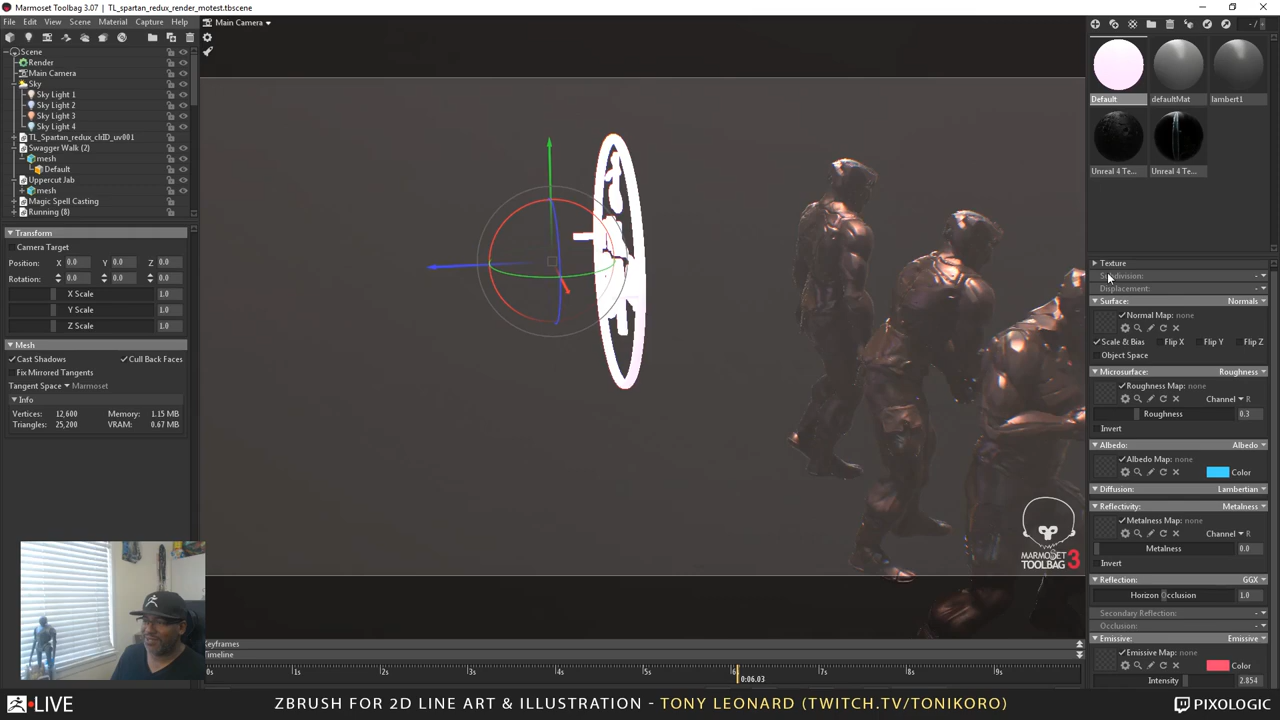 Marmoset Toolbag 3.07 | TL_spartan_redux_render_motest.tbscene
File Edit View Scene Material Capture Help
Main Camera
Scene
Render
Main Camera
Sky
Sky Light 1
Sky Light 2
Sky Light 3
Sky Light 4
TL_Spartan_redux_clrID_uv001
Swagger Walk (2)
mesh
Default
Uppercut Jab
mesh
Magic Spell Casting
Running (8)
Transform
Camera Target
Position: X 0.0 Y 0.0 Z 0.0
Rotation: 0.0 0.0 0.0
X Scale 1.0
Y Scale 1.0
Z Scale 1.0
Mesh
Cast Shadows Cull Back Faces
Fix Mirrored Tangents
Tangent Space Marmoset
Info
Vertices: 12,600 Memory: 1.15 MB
Triangles: 25,200 VRAM: 0.67 MB
MARMOSET
TOOLBAG 3
Keyframes
Timeline
0s 1s 2s 3s 4s 5s 6s 7s 8s 9s
0:06.03
Default defaultMat lambert1
Unreal 4 Te... Unreal 4 Te...
Texture
Subdivision:
Displacement:
Surface: Normals
Normal Map: none
Scale & Bias Flip X Flip Y Flip Z
Object Space
Microsurface: Roughness
Roughness Map: none
Channel R
Roughness 0.3
Invert
Albedo: Albedo
Albedo Map: none
Color
Diffusion: Lambertian
Reflectivity: Metalness
Metalness Map: none
Channel R
Metalness 0.0
Invert
Reflection: GGX
Horizon Occlusion 1.0
Secondary Reflection:
Occlusion:
Emissive: Emissive
Emissive Map: none
Color
Intensity 2.854
LIVE
ZBRUSH FOR 2D LINE ART & ILLUSTRATION - TONY LEONARD (TWITCH.TV/TONIKORO)
PIXOLOGIC